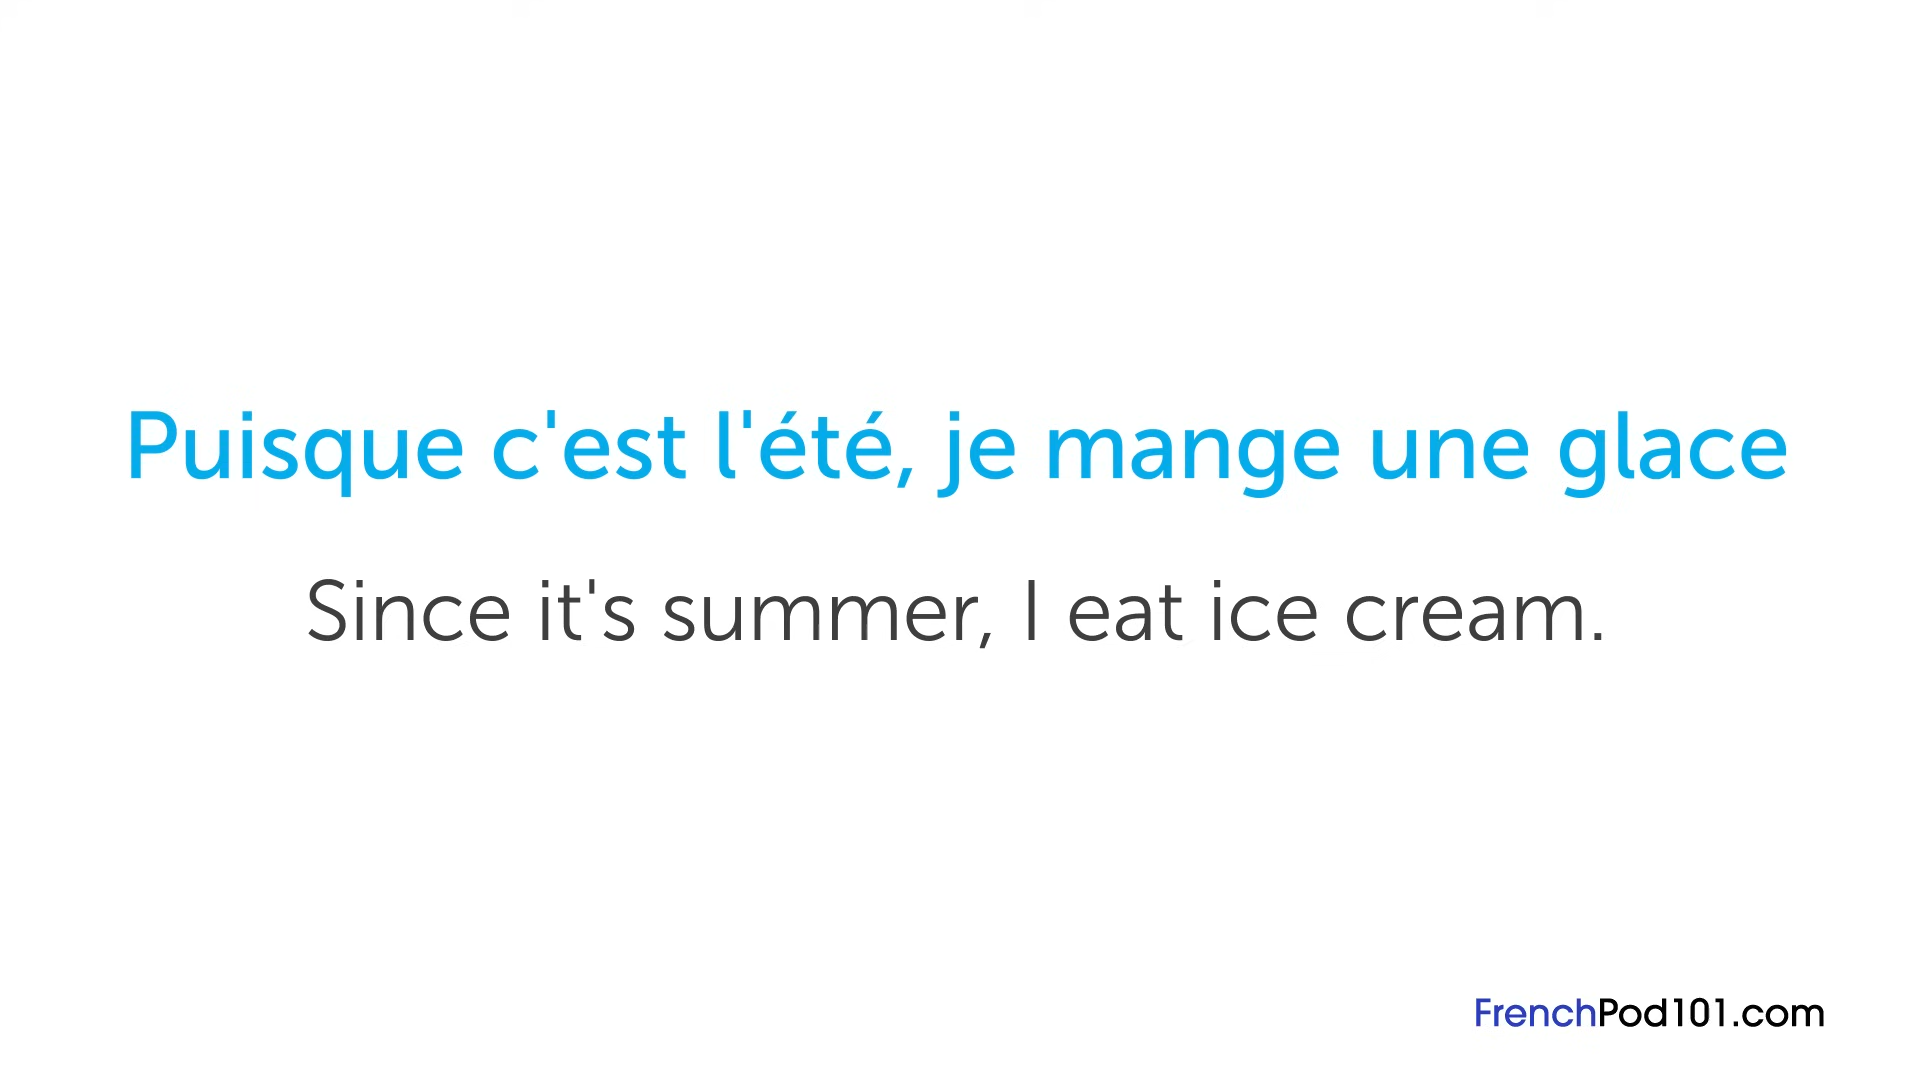 Puisque c'est l'été, je mange une glace
Since it's summer, I eat ice cream.
FrenchPod101.com